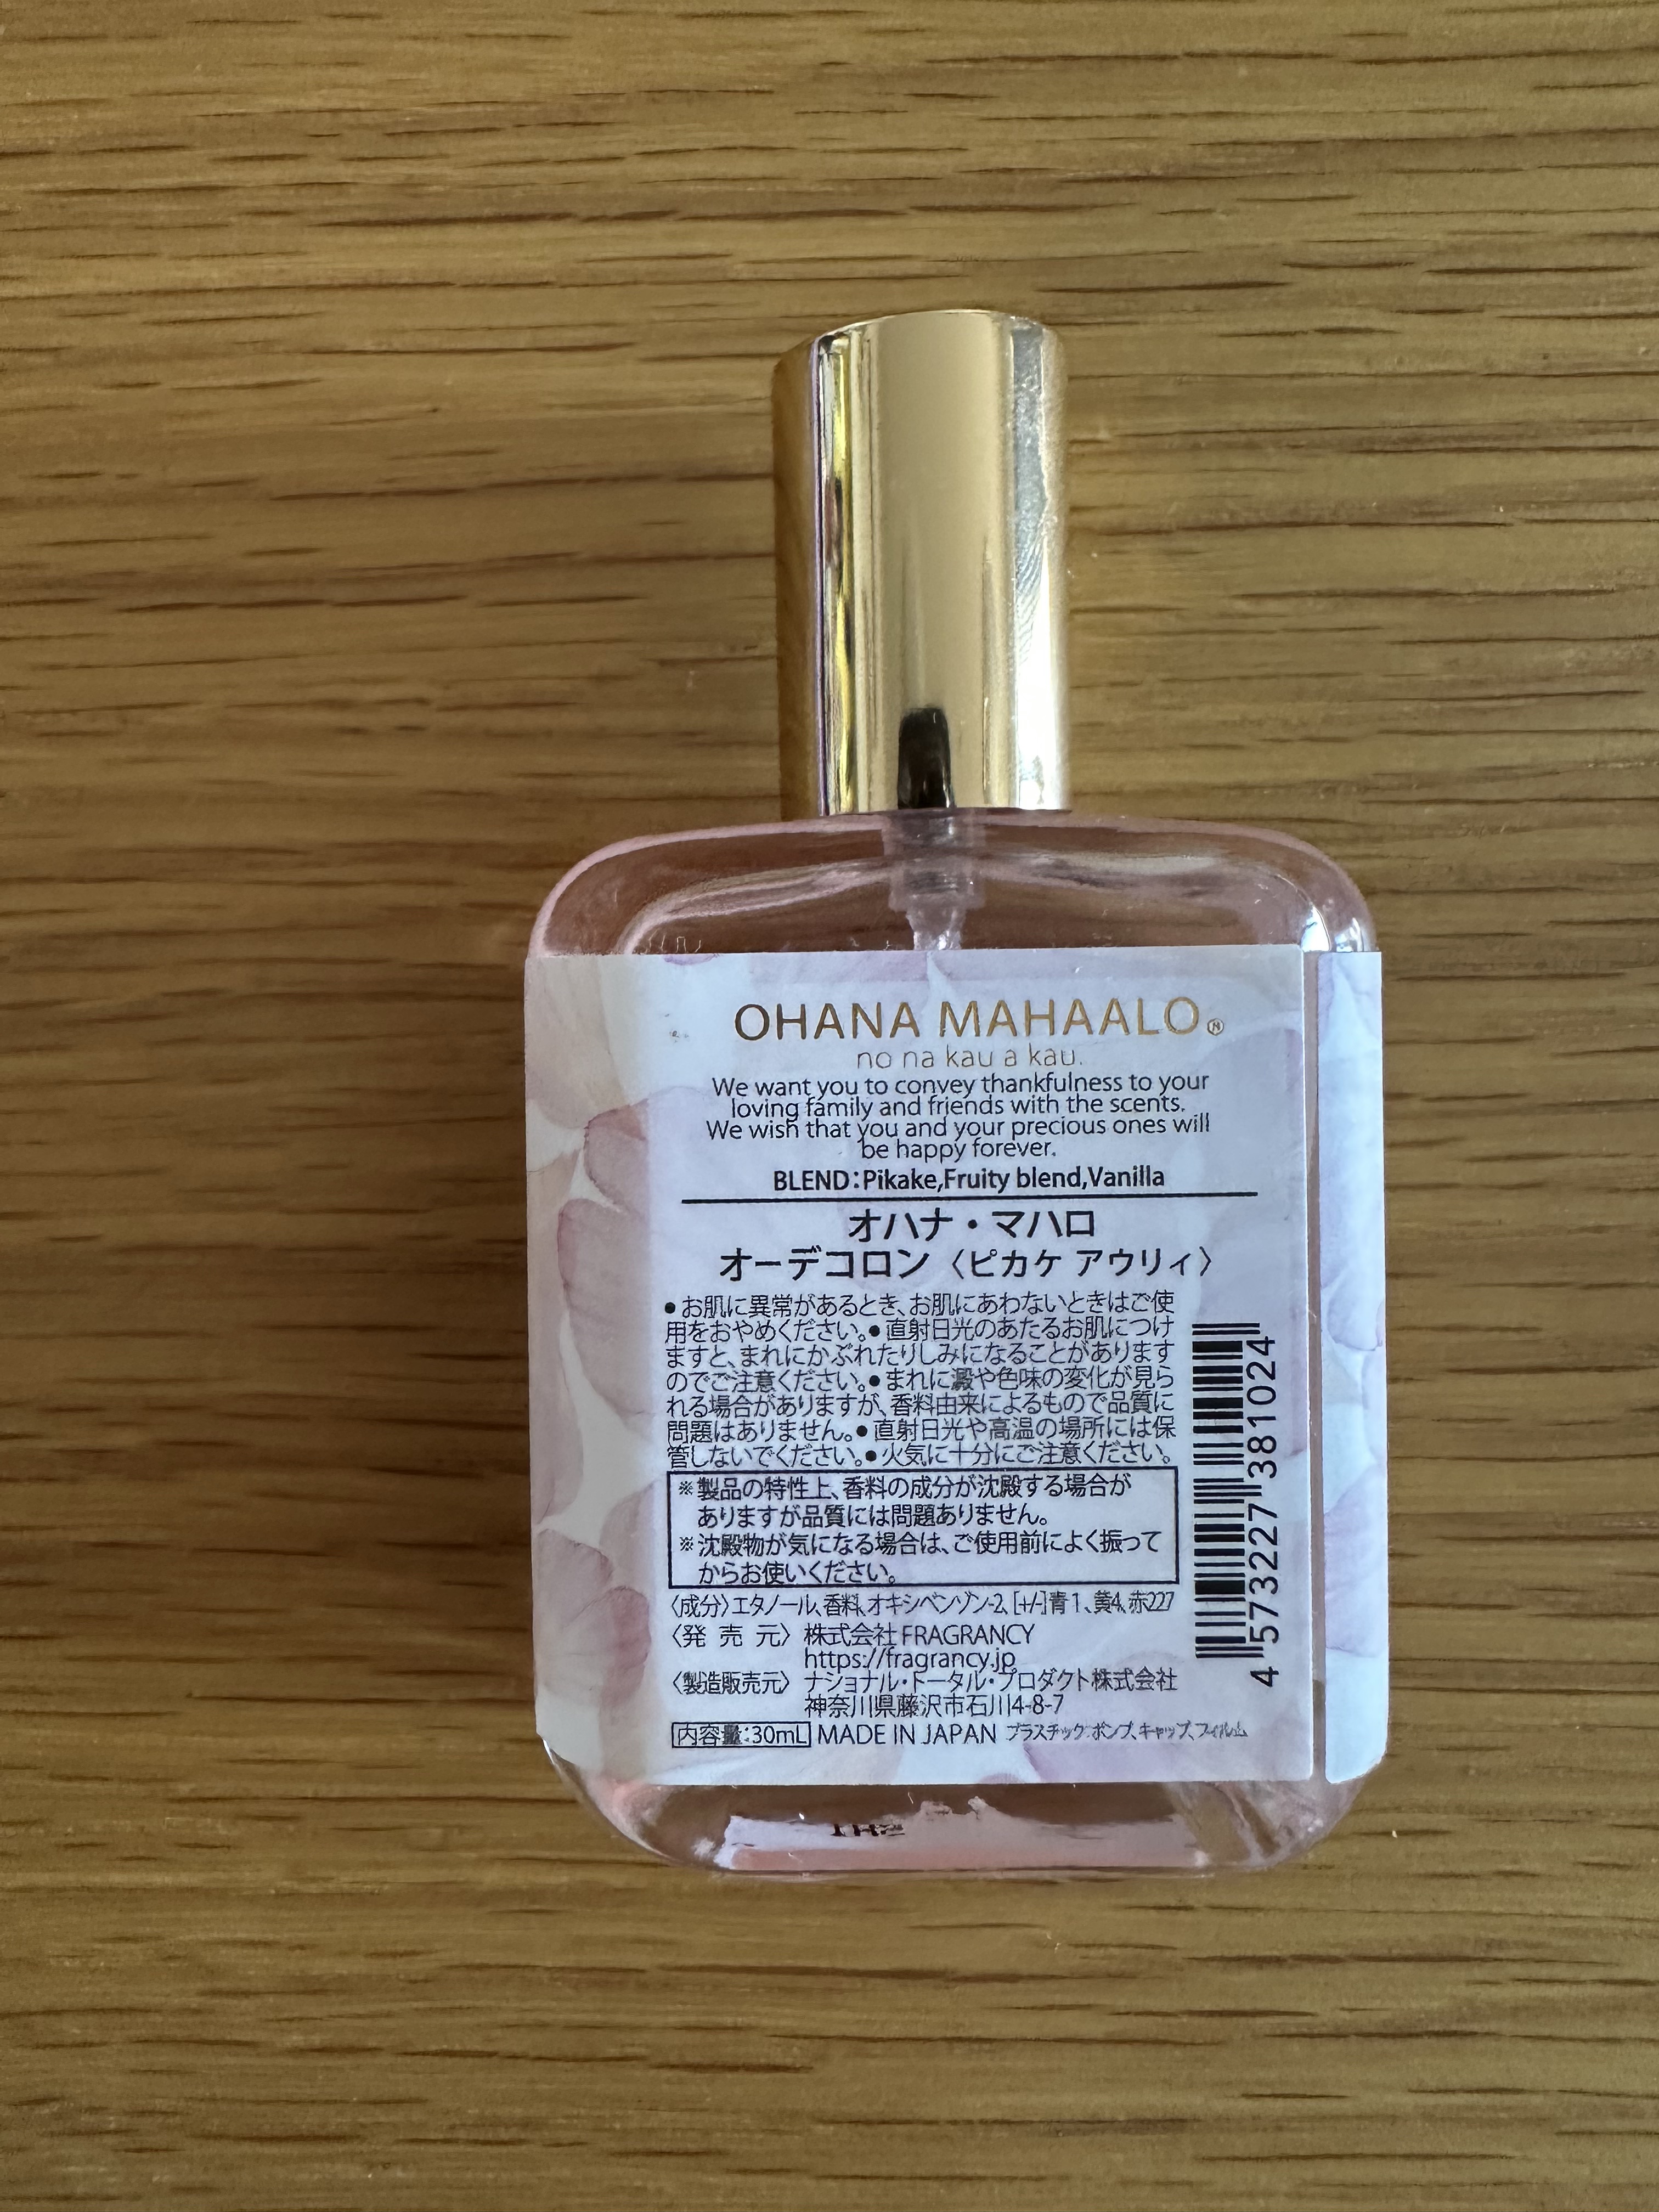 OHANA MAHAALO®
no na kau a kau.
We want you to convey thankfulness to your
loving family and friends with the scents.
We wish that you and your precious ones will
be happy forever.
BLEND:Pikake,Fruity blend,Vanilla
オハナ・マハロ
オーデコロン〈ピカケ アウリィ〉
●お肌に異常があるとき、お肌にあわないときはご使
用をおやめください。●直射日光のあたるお肌につけ
ますと、まれにかぶれたりしみになることがあります
のでご注意ください。●まれに澱や色味の変化が見ら
れる場合がありますが、香料由来によるもので品質に
問題はありません。●直射日光や高温の場所には保
管しないでください。●火気に十分にご注意ください。
※製品の特性上、香料の成分が沈殿する場合が
ありますが品質には問題ありません。
※沈殿物が気になる場合は、ご使用前によく振って
からお使いください。
〈成分〉エタノール、香料、オキシベンゾン-2、[+/-]青1、黄4、赤227
〈発売元〉株式会社FRAGRANCY
https://fragrancy.jp
〈製造販売元〉ナショナル・トータル・プロダクト株式会社
神奈川県藤沢市石川4-8-7
内容量:30mL MADE IN JAPAN プラスチック:ポンプ、キャップ、フィルム
4 573227 381024